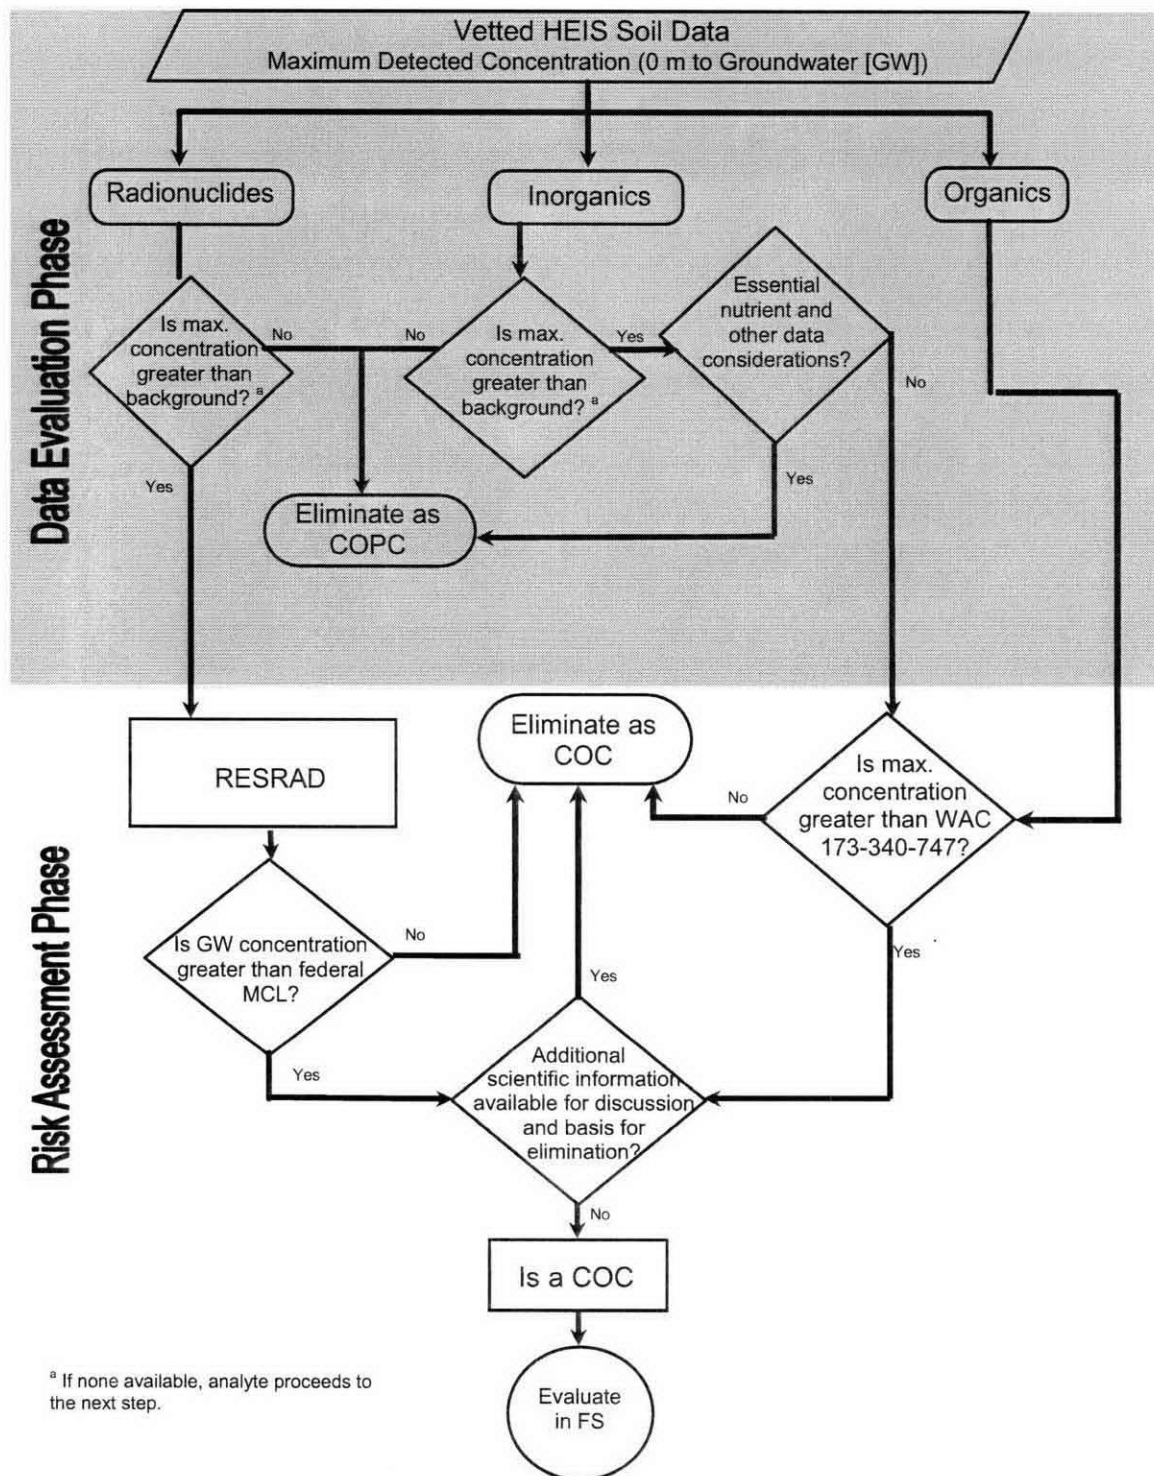 Vetted HEIS Soil Data
Maximum Detected Concentration (0 m to Groundwater [GW])
Data Evaluation Phase
Radionuclides
Inorganics
Organics
Is max.
concentration
greater than
background? a
No
No
Is max.
concentration
greater than
background? a
Yes
Essential
nutrient and
other data
considerations?
No
Yes
Yes
Eliminate as
COPC
Risk Assessment Phase
RESRAD
Eliminate as
COC
No
Is max.
concentration
greater than WAC
173-340-747?
Is GW concentration
greater than federal
MCL?
No
Yes
Yes
Yes
Additional
scientific information
available for discussion
and basis for
elimination?
No
Is a COC
Evaluate
in FS
a If none available, analyte proceeds to
the next step.